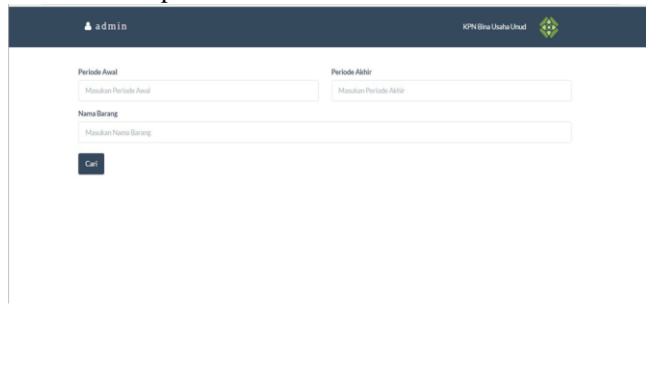 admin
KPN Bina Usaha Unud
Periode Awal
Periode Akhir
Masukan Periode Awal
Masukan Periode Akhir
Nama Barang
Masukan Nama Barang
Cari